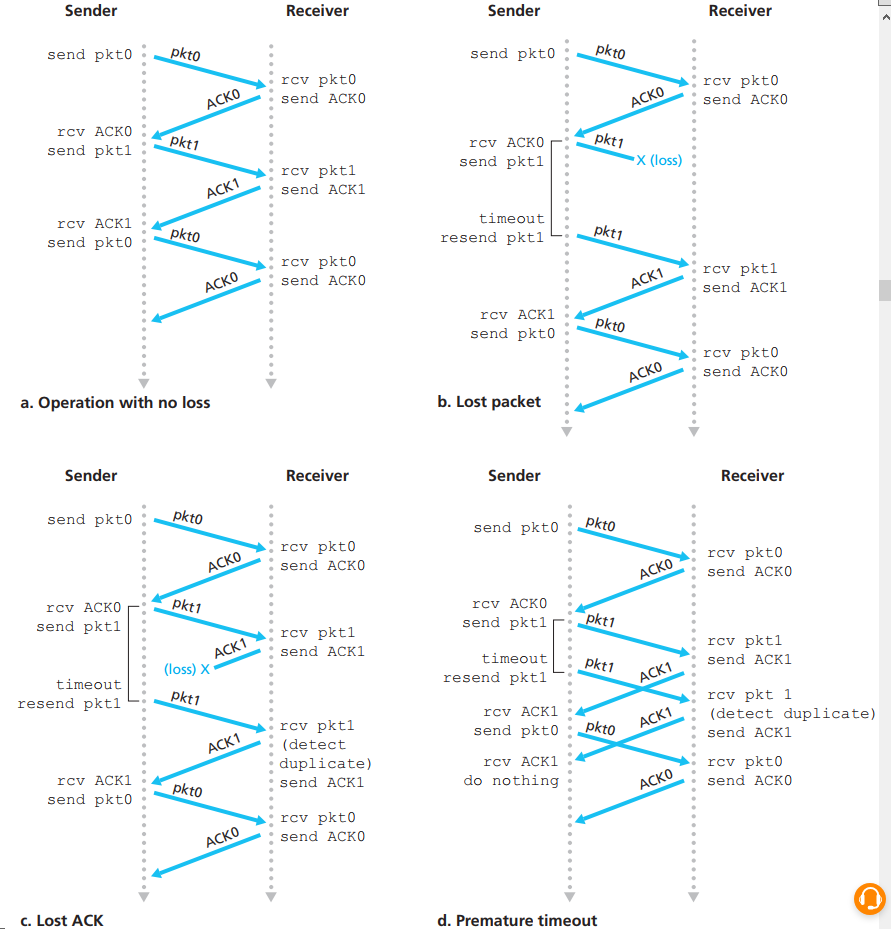 Sender Receiver
send pkt0 pkt0
rcv pkt0
ACK0 send ACK0
rcv ACK0
send pkt1 pkt1
rcv pkt1
ACK1 send ACK1
rcv ACK1
send pkt0 pkt0
rcv pkt0
ACK0 send ACK0
a. Operation with no loss
Sender Receiver
send pkt0 pkt0
rcv pkt0
ACK0 send ACK0
rcv ACK0 pkt1
send pkt1 X (loss)
timeout
resend pkt1 pkt1
rcv pkt1
ACK1 send ACK1
rcv ACK1
send pkt0 pkt0
rcv pkt0
ACK0 send ACK0
b. Lost packet
Sender Receiver
send pkt0 pkt0
rcv pkt0
ACK0 send ACK0
rcv ACK0 pkt1
send pkt1
rcv pkt1
ACK1 send ACK1
(loss) X
timeout
resend pkt1 pkt1
rcv pkt1
ACK1 (detect
duplicate)
rcv ACK1 send ACK1
send pkt0 pkt0
rcv pkt0
ACK0 send ACK0
c. Lost ACK
Sender Receiver
send pkt0 pkt0
rcv pkt0
ACK0 send ACK0
rcv ACK0
send pkt1 pkt1
rcv pkt1
timeout pkt1 send ACK1
resend pkt1 ACK1
rcv pkt 1
rcv ACK1 ACK1 (detect duplicate)
send pkt0 pkt0 send ACK1
rcv ACK1 rcv pkt0
do nothing ACK0 send ACK0
d. Premature timeout